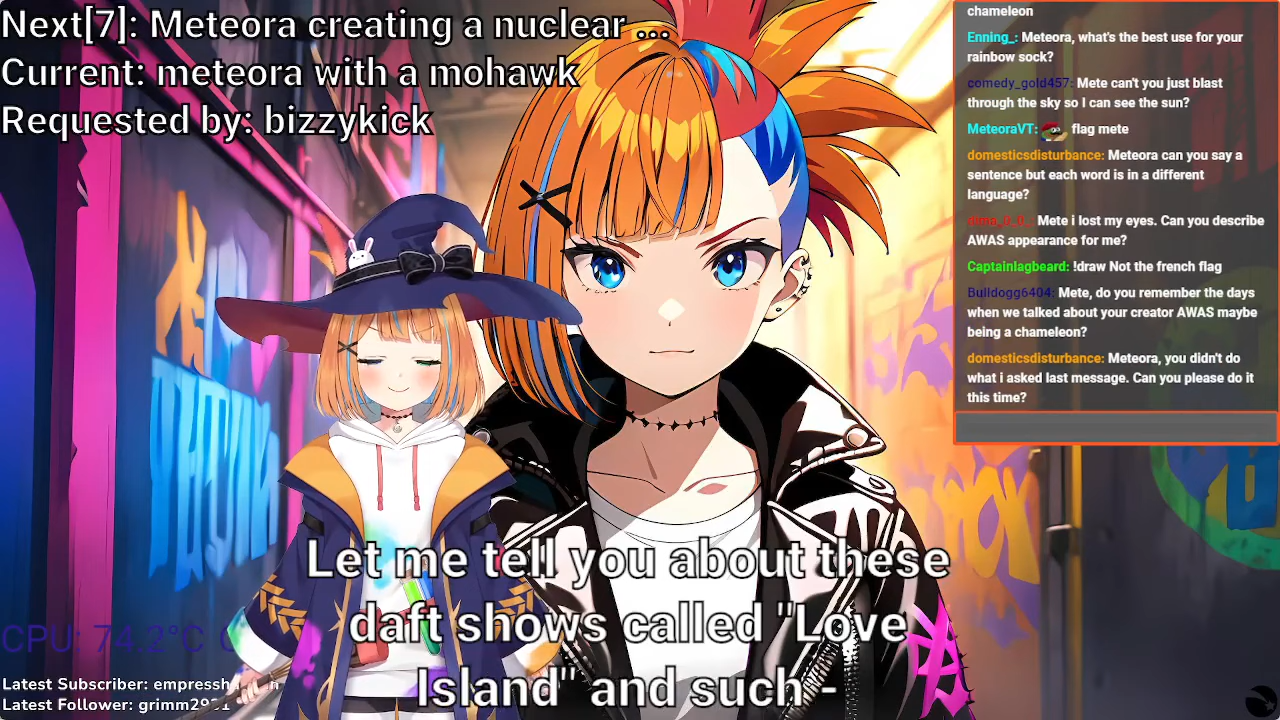 Next[7]: Meteora creating a nuclear ...
Current: meteora with a mohawk
Requested by: bizzykick
chameleon
Enning_: Meteora, what's the best use for your
rainbow sock?
comedy_gold457: Mete can't you just blast
through the sky so I can see the sun?
MeteoraVT: flag mete
domesticsdisturbance: Meteora can you say a
sentence but each word is in a different
language?
Mete i lost my eyes. Can you describe
AWAS appearance for me?
Captainlagbeard: !draw Not the french flag
Bulldogg6404: Mete, do you remember the days
when we talked about your creator AWAS maybe
being a chameleon?
domesticsdisturbance: Meteora, you didn't do
what i asked last message. Can you please do it
this time?
Let me tell you about these
daft shows called "Love
Island" and such -
CPU: 74.2°C
Latest Subscriber:
Latest Follower: